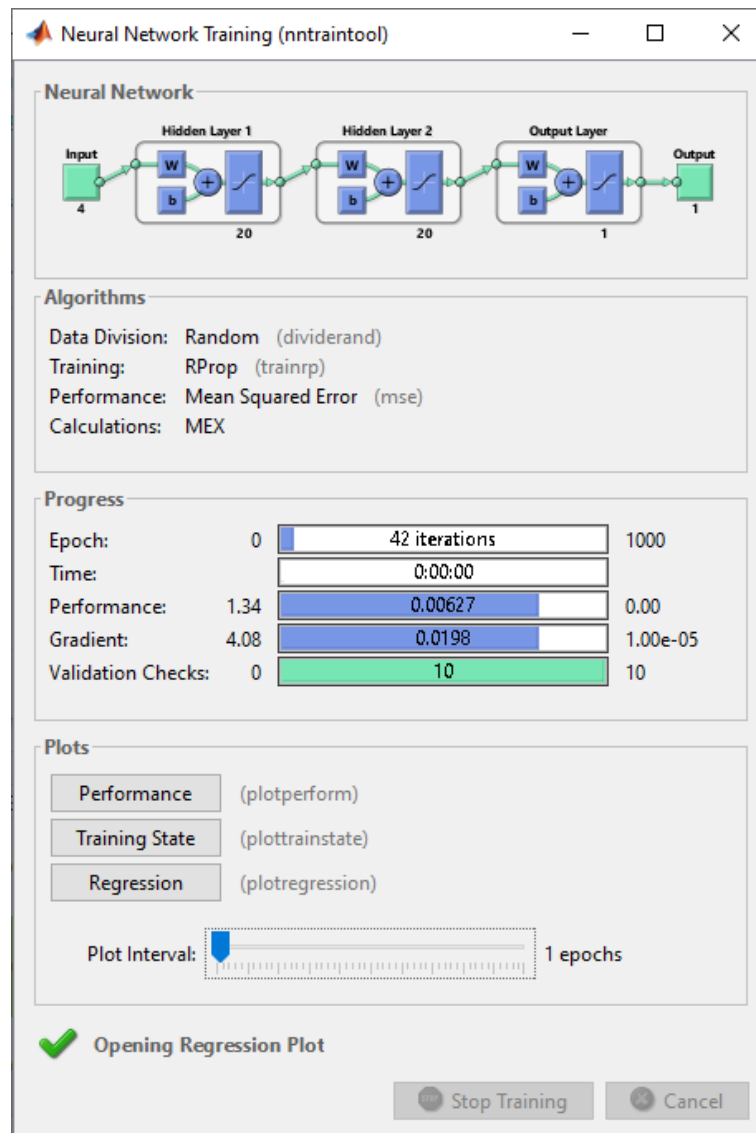 Neural Network Training (nntraintool)
Neural Network
Hidden Layer 1 Hidden Layer 2 Output Layer
Input Output
W W W
b b b
+ + +
4 1
20 20 1
Algorithms
Data Division: Random (dividerand)
Training: RProp (trainrp)
Performance: Mean Squared Error (mse)
Calculations: MEX
Progress
Epoch: 0 42 iterations 1000
Time: 0:00:00
Performance: 1.34 0.00627 0.00
Gradient: 4.08 0.0198 1.00e-05
Validation Checks: 0 10 10
Plots
Performance (plotperform)
Training State (plottrainstate)
Regression (plotregression)
Plot Interval: 1 epochs
Opening Regression Plot
STOP Stop Training Cancel